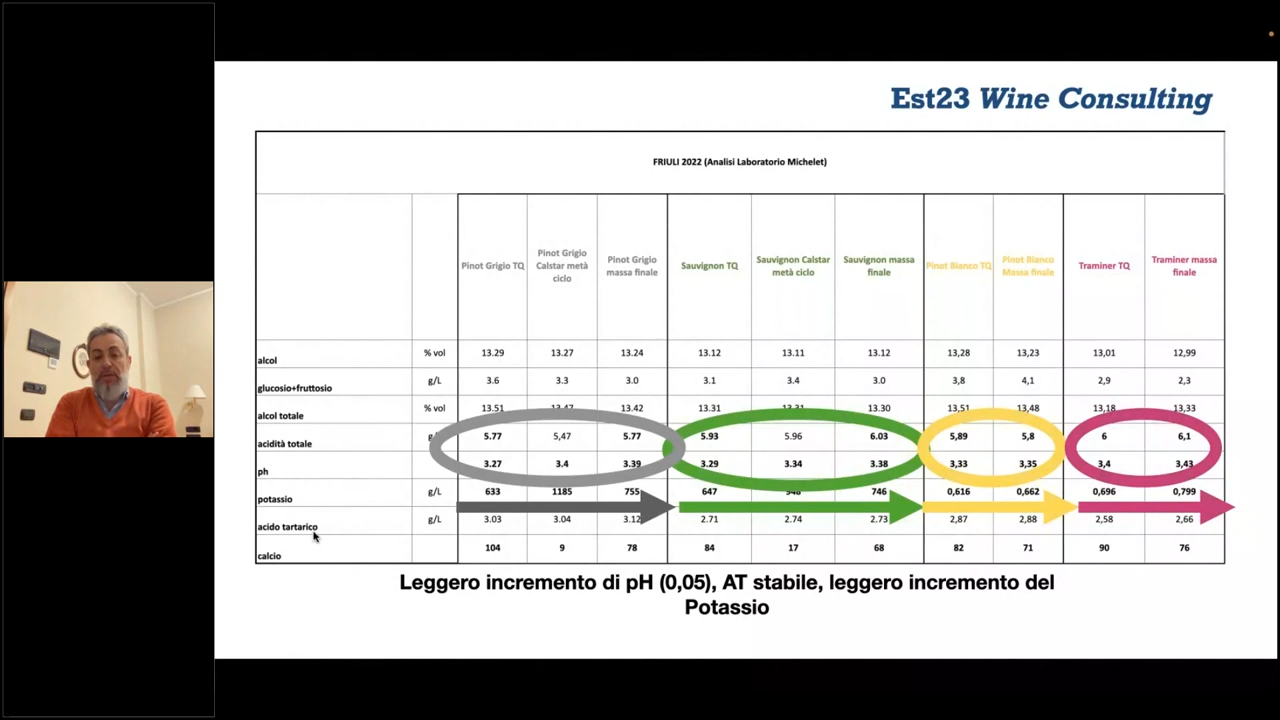 Est23 Wine Consulting
FRIULI 2022 (Analisi Laboratorio Michelet)
Pinot Grigio TQ
Pinot Grigio
Calstar metà
ciclo
Pinot Grigio
massa finale
Sauvignon TQ
Sauvignon Calstar
metà ciclo
Sauvignon massa
finale
Pinot Bianco TQ
Pinot Bianco
Massa finale
Traminer TQ
Traminer massa
finale
alcol % vol 13.29 13.27 13.24 13.12 13.11 13.12 13,28 13,23 13,01 12,99
glucosio+fruttosio g/L 3.6 3.3 3.0 3.1 3.4 3.0 3,8 4,1 2,9 2,3
alcol totale % vol 13.51 13.47 13.42 13.31 13.31 13.30 13,51 13,48 13,18 13,33
acidità totale 5.77 5,47 5.77 5.93 5.96 6.03 5,89 5,8 6 6,1
ph 3.27 3.4 3.39 3.29 3.34 3.38 3,33 3,35 3,4 3,43
potassio g/L 633 1185 755 647 746 0,616 0,662 0,696 0,799
acido tartarico g/L 3.03 3.04 3.12 2.71 2.74 2.73 2,87 2,88 2,58 2,66
calcio 104 9 78 84 17 68 82 71 90 76
Leggero incremento di pH (0,05), AT stabile, leggero incremento del
Potassio